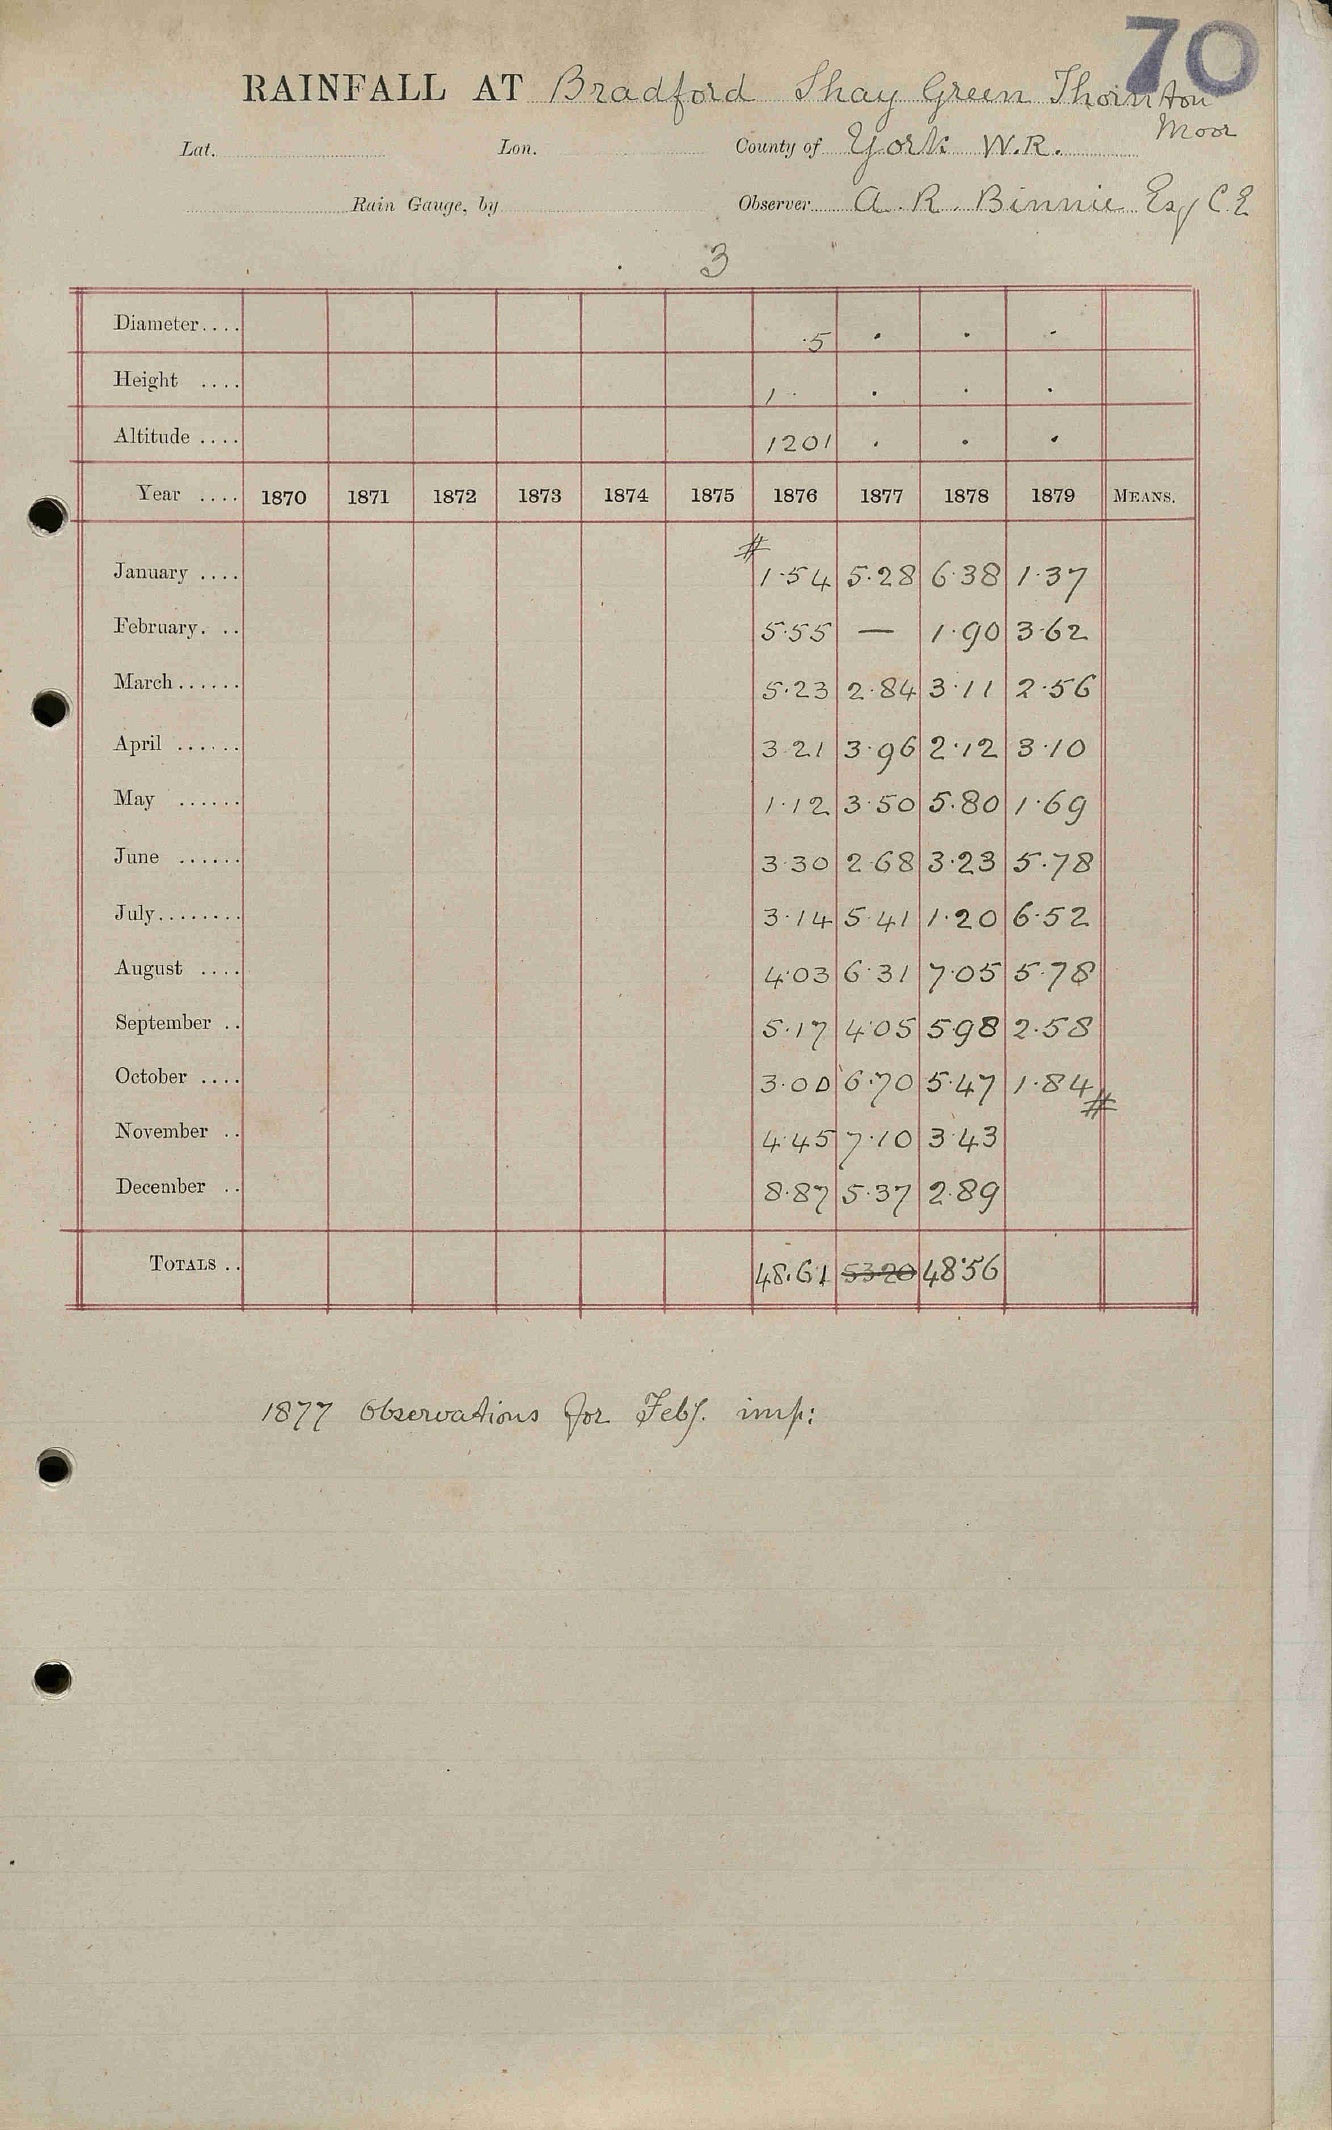 70
RAINFALL AT Bradford Shay Green Thornton
Moor
Lat. Lon. County of York W.R.
Rain Gauge, by Observer A. R. Binnie Esq C.E
3
Diameter.... ·5 · · ·
Height .... 1· · · ·
Altitude .... 1201 · · ·
Year .... 1870 1871 1872 1873 1874 1875 1876 1877 1878 1879 MEANS.
#
January .... 1·54 5·28 6·38 1·37
February. .. 5·55 — 1·90 3·62
March...... 5·23 2·84 3·11 2·56
April ...... 3·21 3·96 2·12 3·10
May ...... 1·12 3·50 5·80 1·69
June ...... 3·30 2·68 3·23 5·78
July........ 3·14 5·41 1·20 6·52
August .... 4·03 6·31 7·05 5·78
September .. 5·17 4·05 5·98 2·58
October .... 3·00 6·70 5·47 1·84 #
November .. 4·45 7·10 3·43
December .. 8·87 5·37 2·89
TOTALS .. 48·61 53·20 48·56
1877 Observations for Feby. imp: